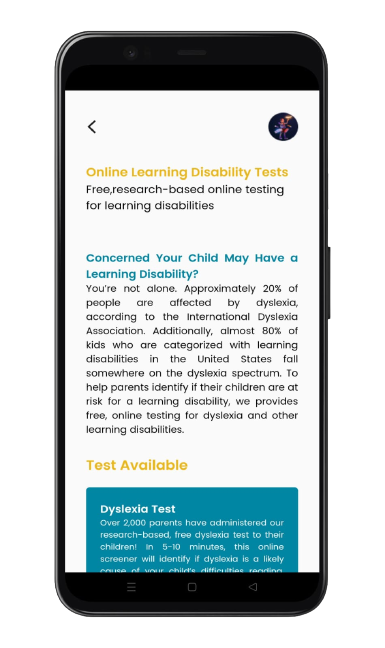 Online Learning Disability Tests
Free,research-based online testing
for learning disabilities
Concerned Your Child May Have a
Learning Disability?
You're not alone. Approximately 20% of
people are affected by dyslexia,
according to the International Dyslexia
Association. Additionally, almost 80% of
kids who are categorized with learning
disabilities in the United States fall
somewhere on the dyslexia spectrum. To
help parents identify if their children are at
risk for a learning disability, we provides
free, online testing for dyslexia and other
learning disabilities.
Test Available
Dyslexia Test
Over 2,000 parents have administered our
research-based, free dyslexia test to their
children! In 5-10 minutes, this online
screener will identify if dyslexia is a likely
cause of your child's difficulties reading,